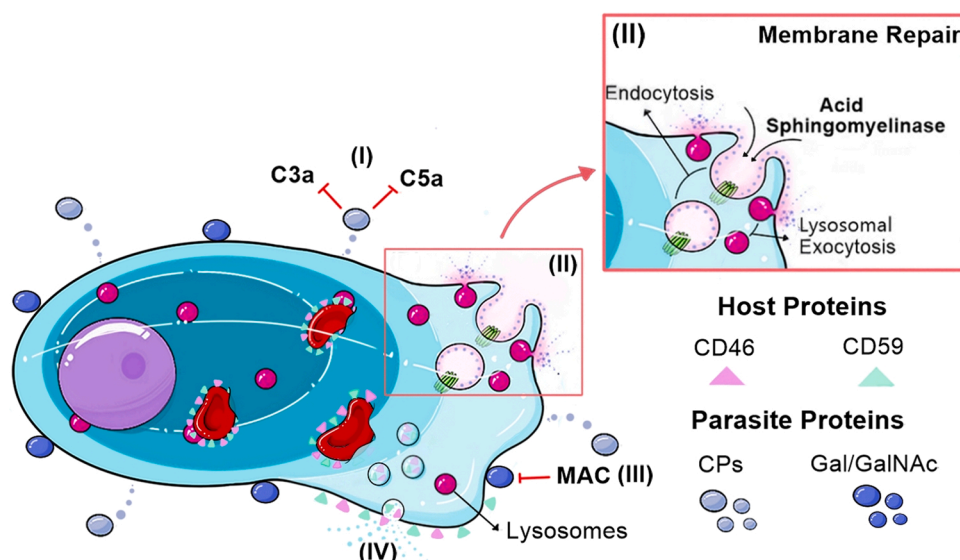 (I)
C3a
C5a
(II)
MAC (III)
Lysosomes
(IV)
(II)
Membrane Repair
Endocytosis
Acid
Sphingomyelinase
Lysosomal
Exocytosis
Host Proteins
CD46
CD59
Parasite Proteins
CPs
Gal/GalNAc